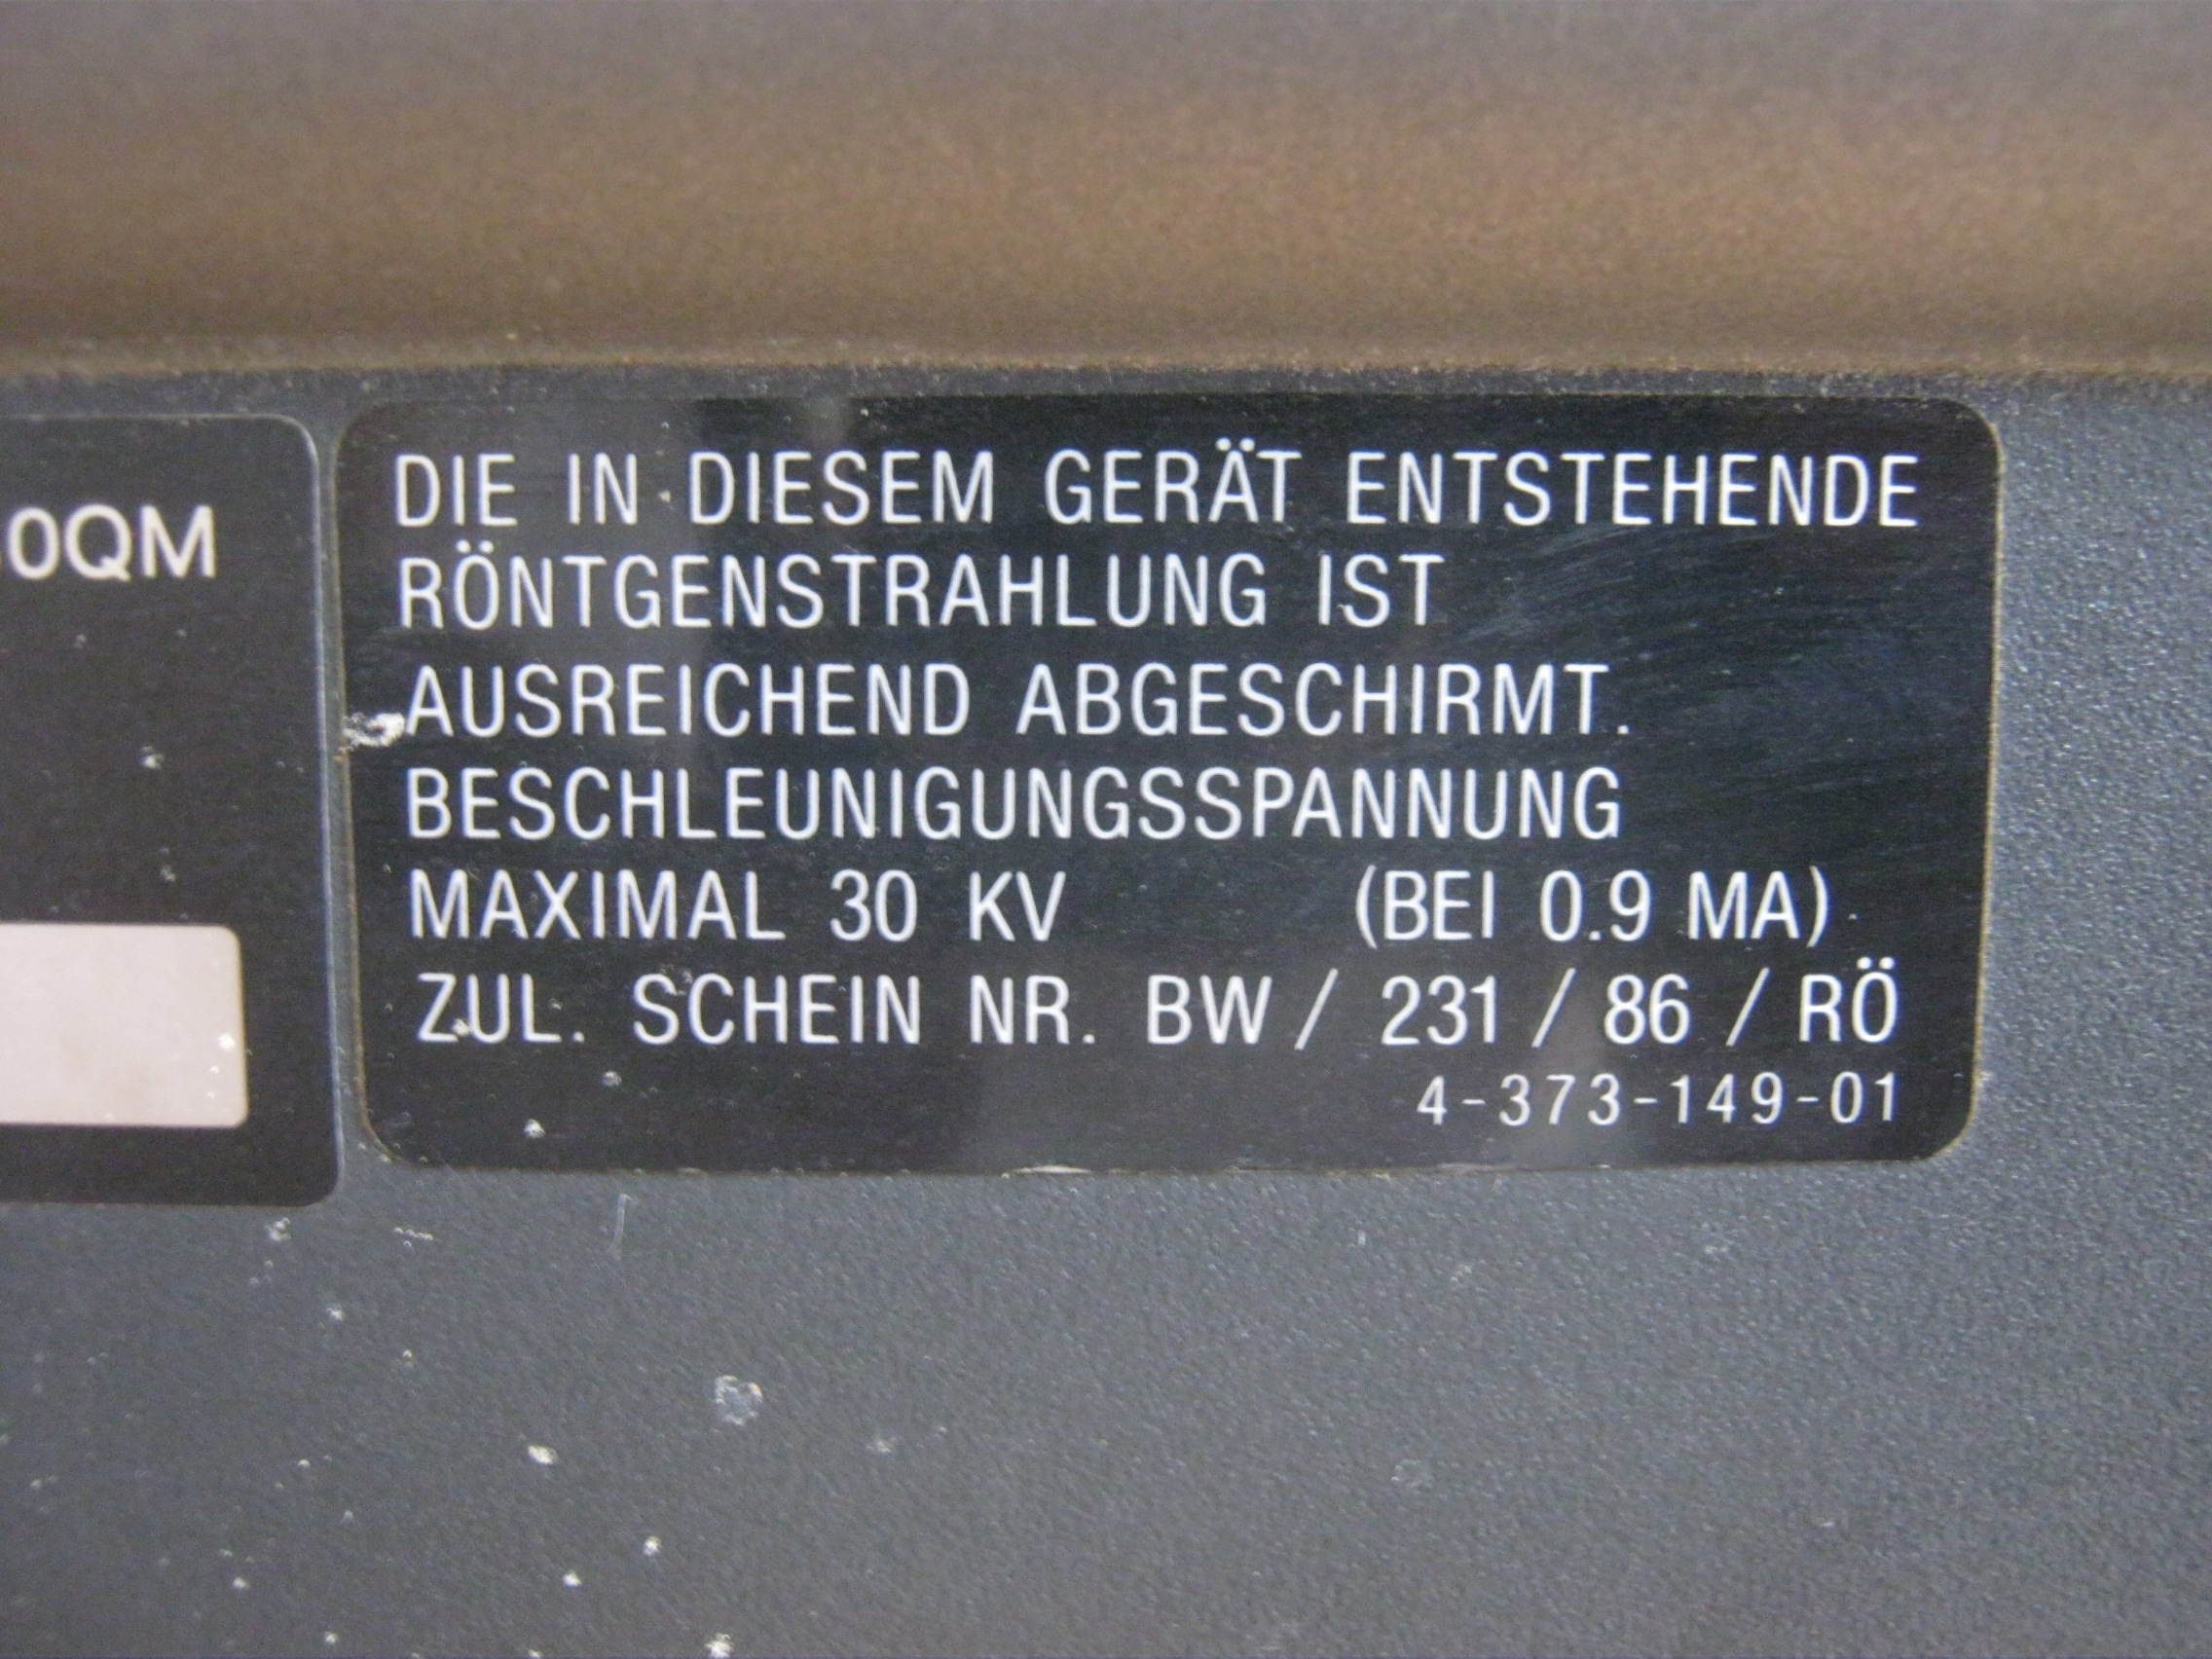 0QM
DIE IN DIESEM GERÄT ENTSTEHENDE
RÖNTGENSTRAHLUNG IST
AUSREICHEND ABGESCHIRMT.
BESCHLEUNIGUNGSSPANNUNG
MAXIMAL 30 KV (BEI 0.9 MA)
ZUL. SCHEIN NR. BW / 231 / 86 / RÖ
4-373-149-01